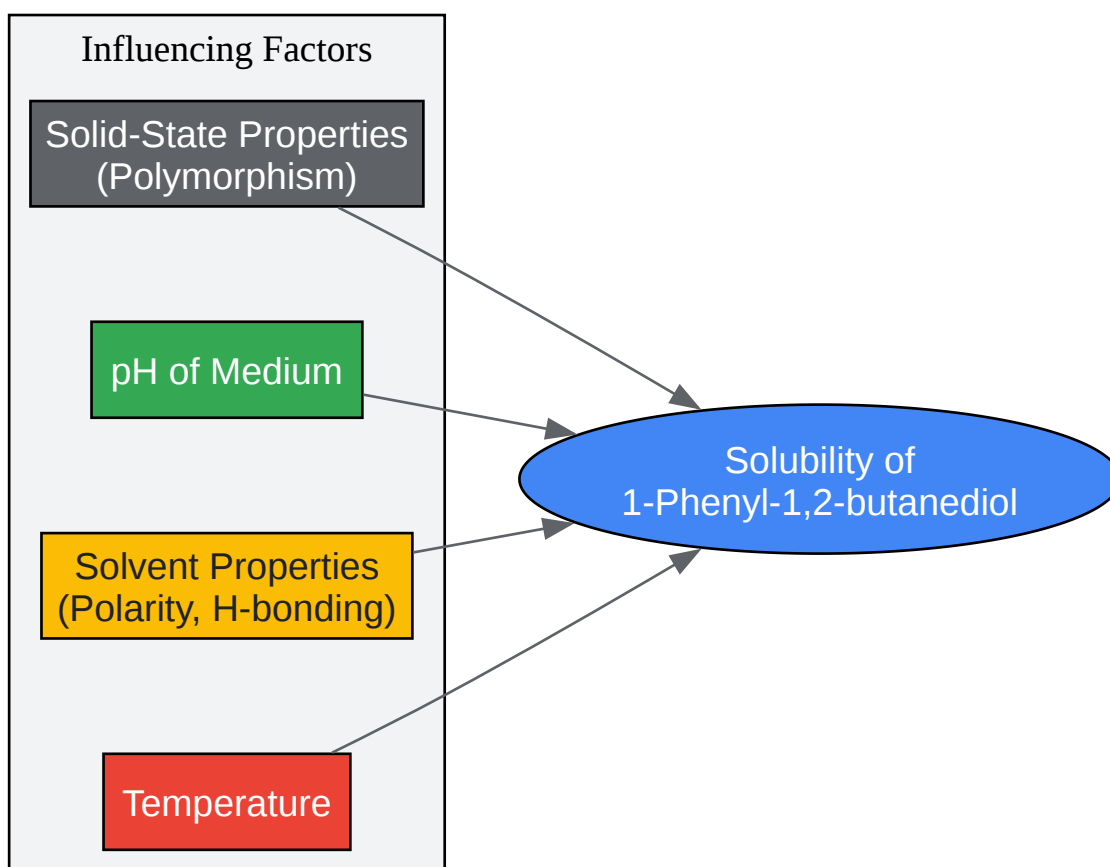 Influencing Factors
Solid-State Properties
(Polymorphism)
pH of Medium
Solvent Properties
(Polarity, H-bonding)
Temperature
Solubility of
1-Phenyl-1,2-butanediol